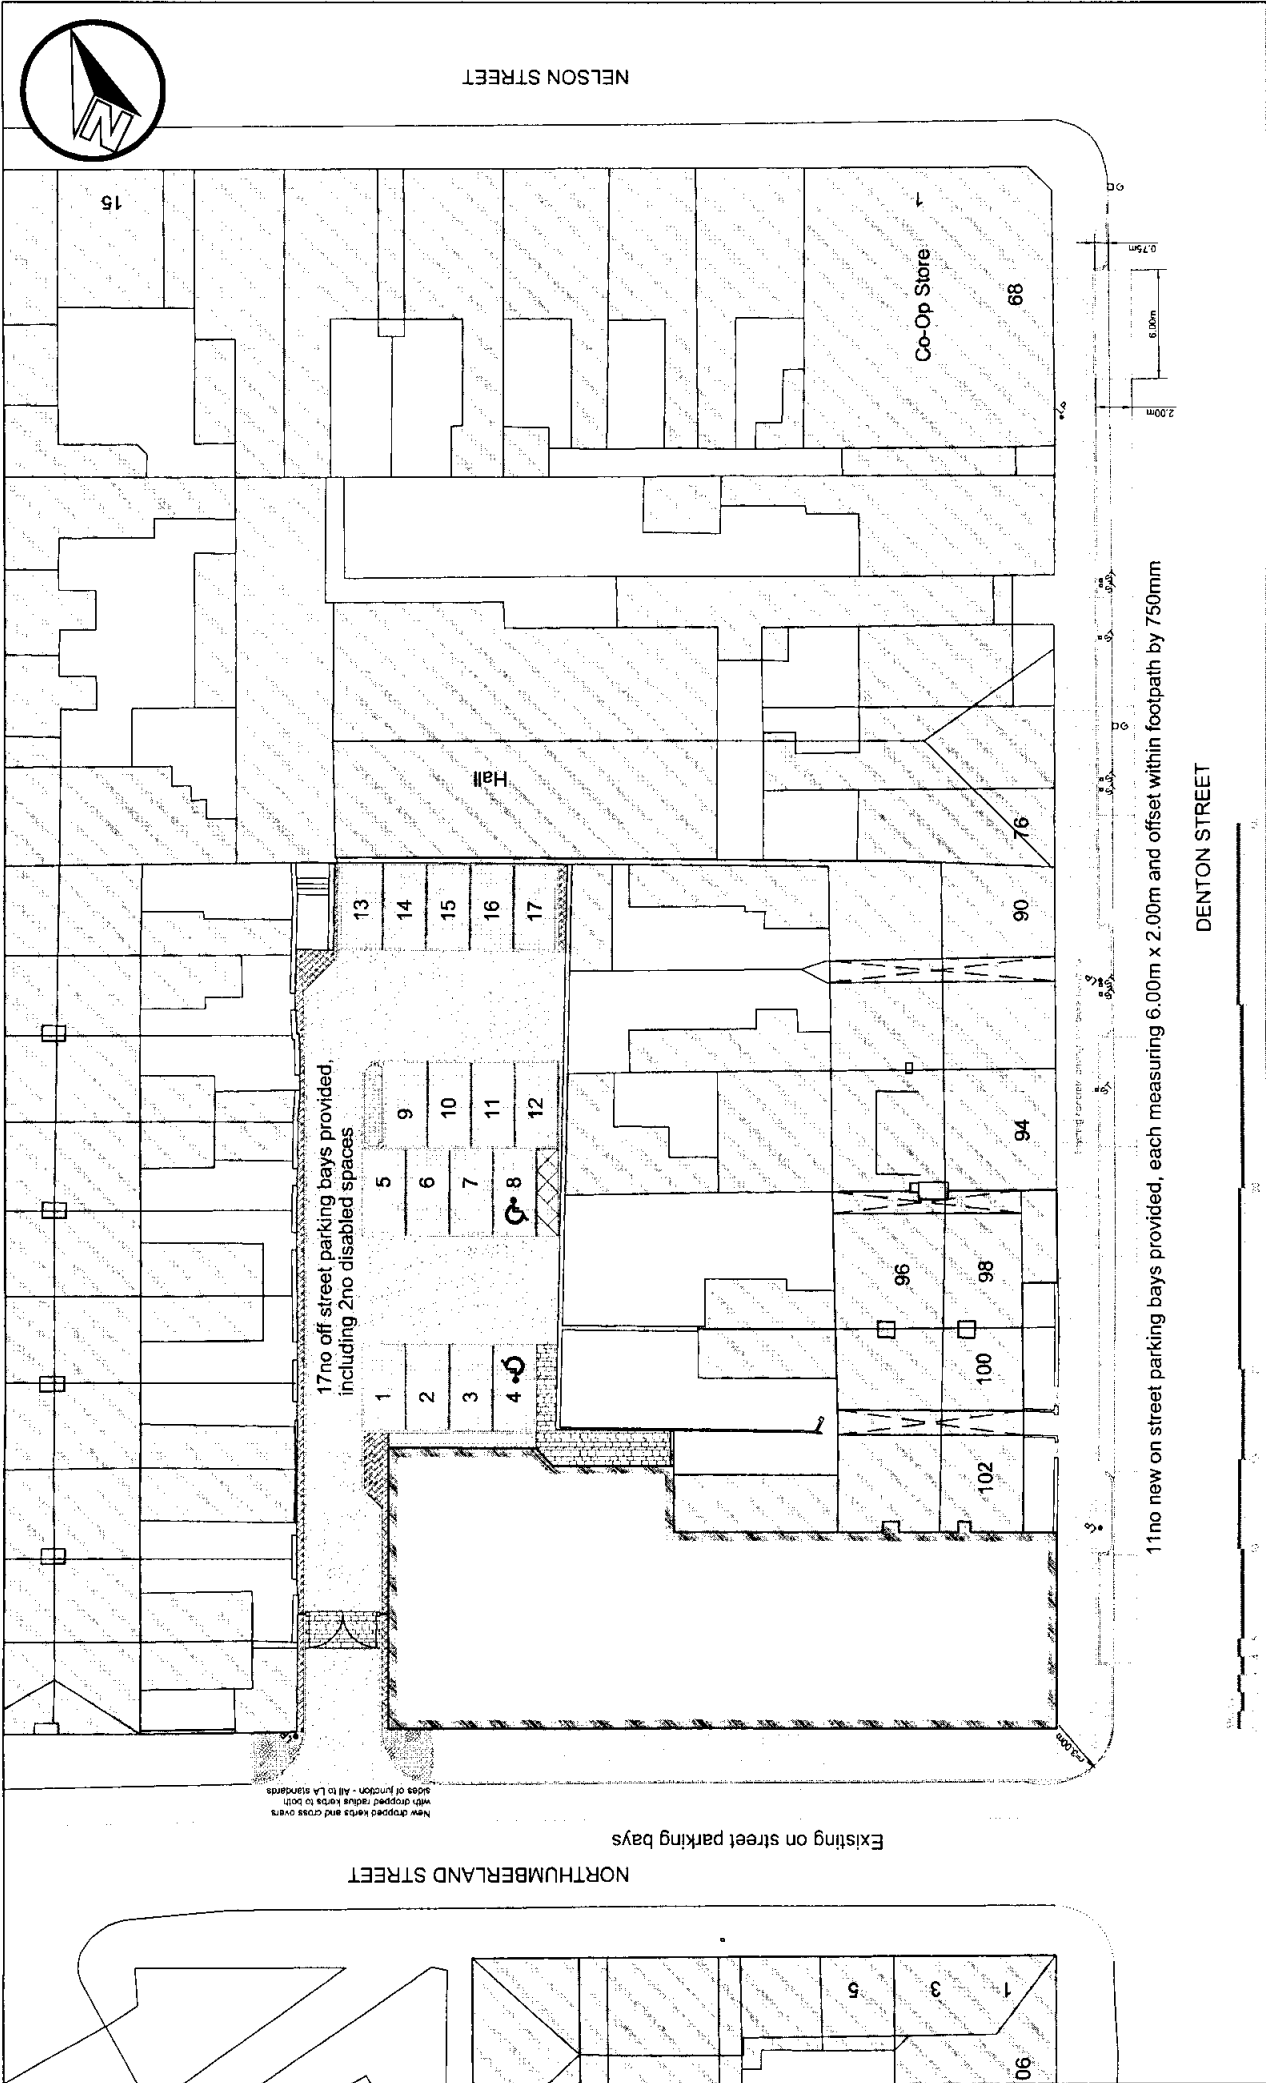 N
NELSON STREET
15
1
Co-Op Store
68
0.75m
6.00m
2.00m
Hall
76
13
14
15
16
17
90
17no off street parking bays provided,
including 2no disabled spaces
9
10
11
12
5
6
7
8
1
2
3
4
94
96
98
100
102
11no new on street parking bays provided, each measuring 6.00m x 2.00m and offset within footpath by 750mm
DENTON STREET
r=3.00m
New dropped kerbs and cross overs
with dropped radius kerbs to both
sides of junction - All to LA standards
Existing on street parking bays
NORTHUMBERLAND STREET
5
3
1
06